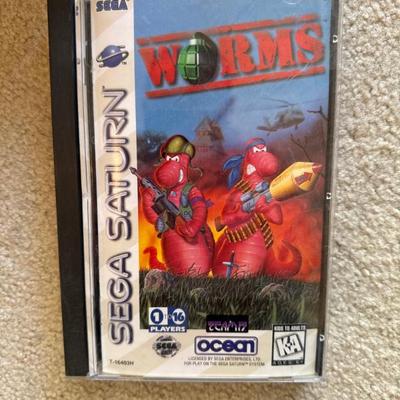 SEGA
WORMS
SEGA SATURN
1 to 16
PLAYERS
TEAM17
ocean
KIDS TO ADULTS
K-A
T-16403H
LICENSED BY SEGA ENTERPRISES, LTD.
FOR PLAY ON THE SEGA SATURN SYSTEM